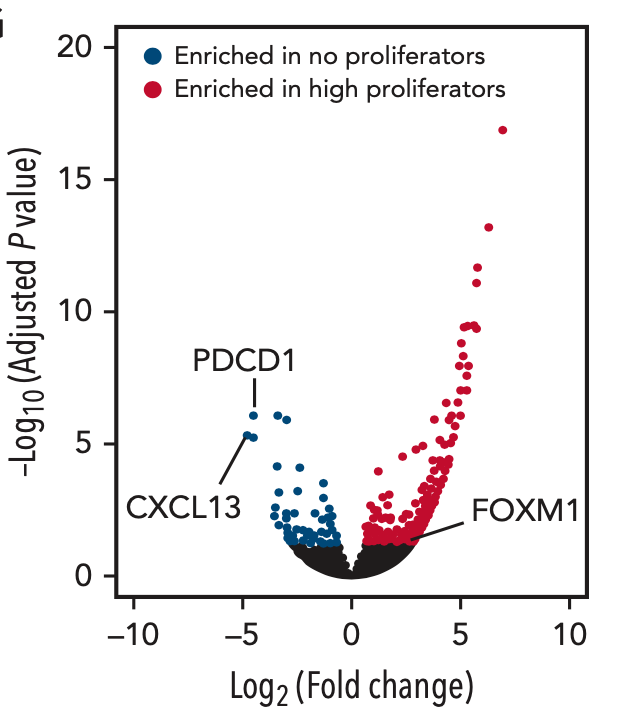 G
20
Enriched in no proliferators
Enriched in high proliferators
15
10
PDCD1
5
CXCL13
FOXM1
0
–10 –5 0 5 10
–Log10 (Adjusted P value)
Log2 (Fold change)